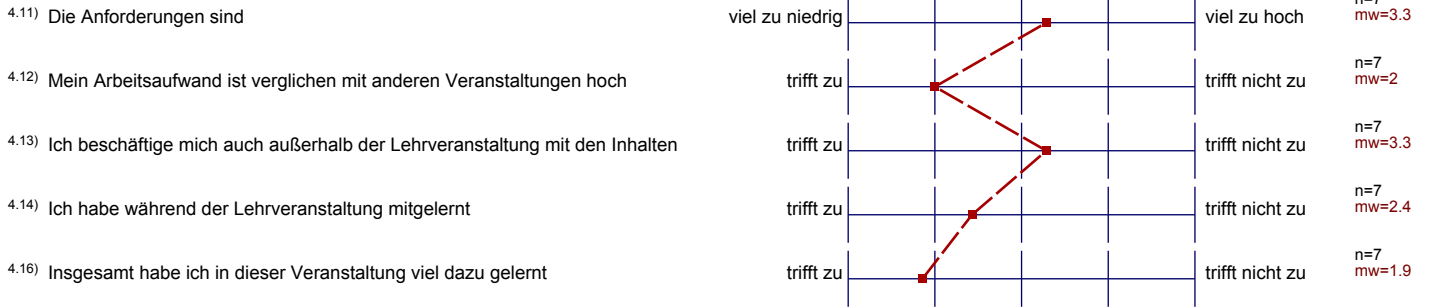 4.11) Die Anforderungen sind viel zu niedrig viel zu hoch n=7
mw=3.3
4.12) Mein Arbeitsaufwand ist verglichen mit anderen Veranstaltungen hoch trifft zu trifft nicht zu n=7
mw=2
4.13) Ich beschäftige mich auch außerhalb der Lehrveranstaltung mit den Inhalten trifft zu trifft nicht zu n=7
mw=3.3
4.14) Ich habe während der Lehrveranstaltung mitgelernt trifft zu trifft nicht zu n=7
mw=2.4
4.16) Insgesamt habe ich in dieser Veranstaltung viel dazu gelernt trifft zu trifft nicht zu n=7
mw=1.9